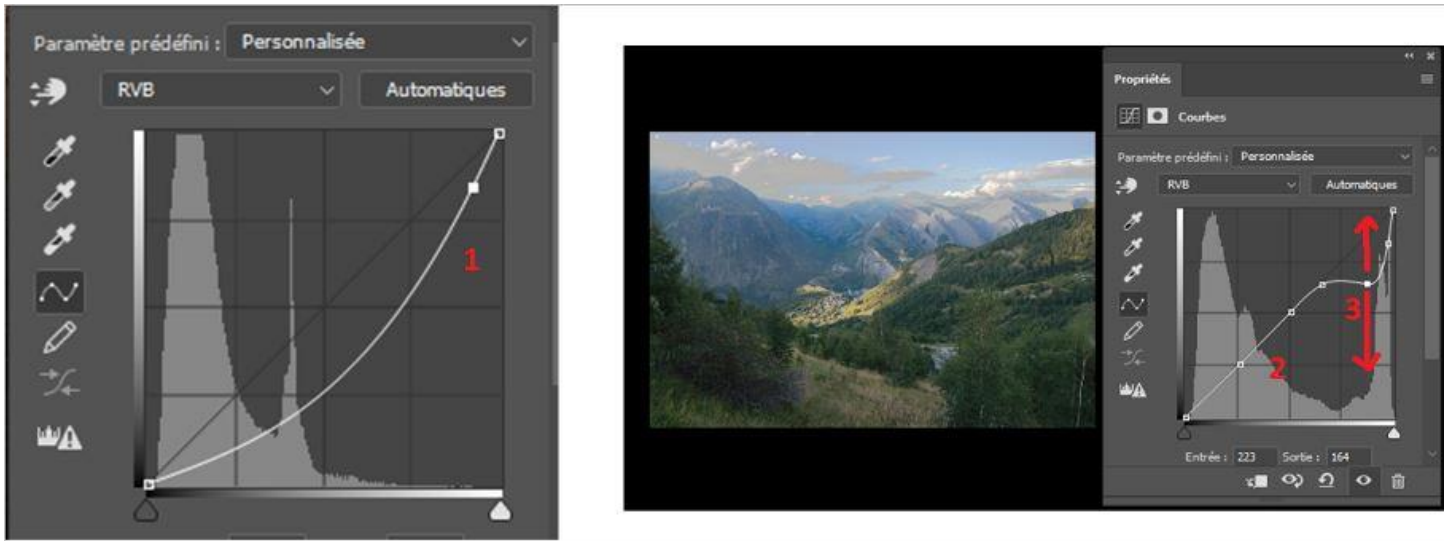 Paramètre prédéfini : Personnalisée
RVB Automatiques
1
Propriétés
Courbes
Paramètre prédéfini : Personnalisée
RVB Automatiques
3
2
Entrée : 223 Sortie : 164